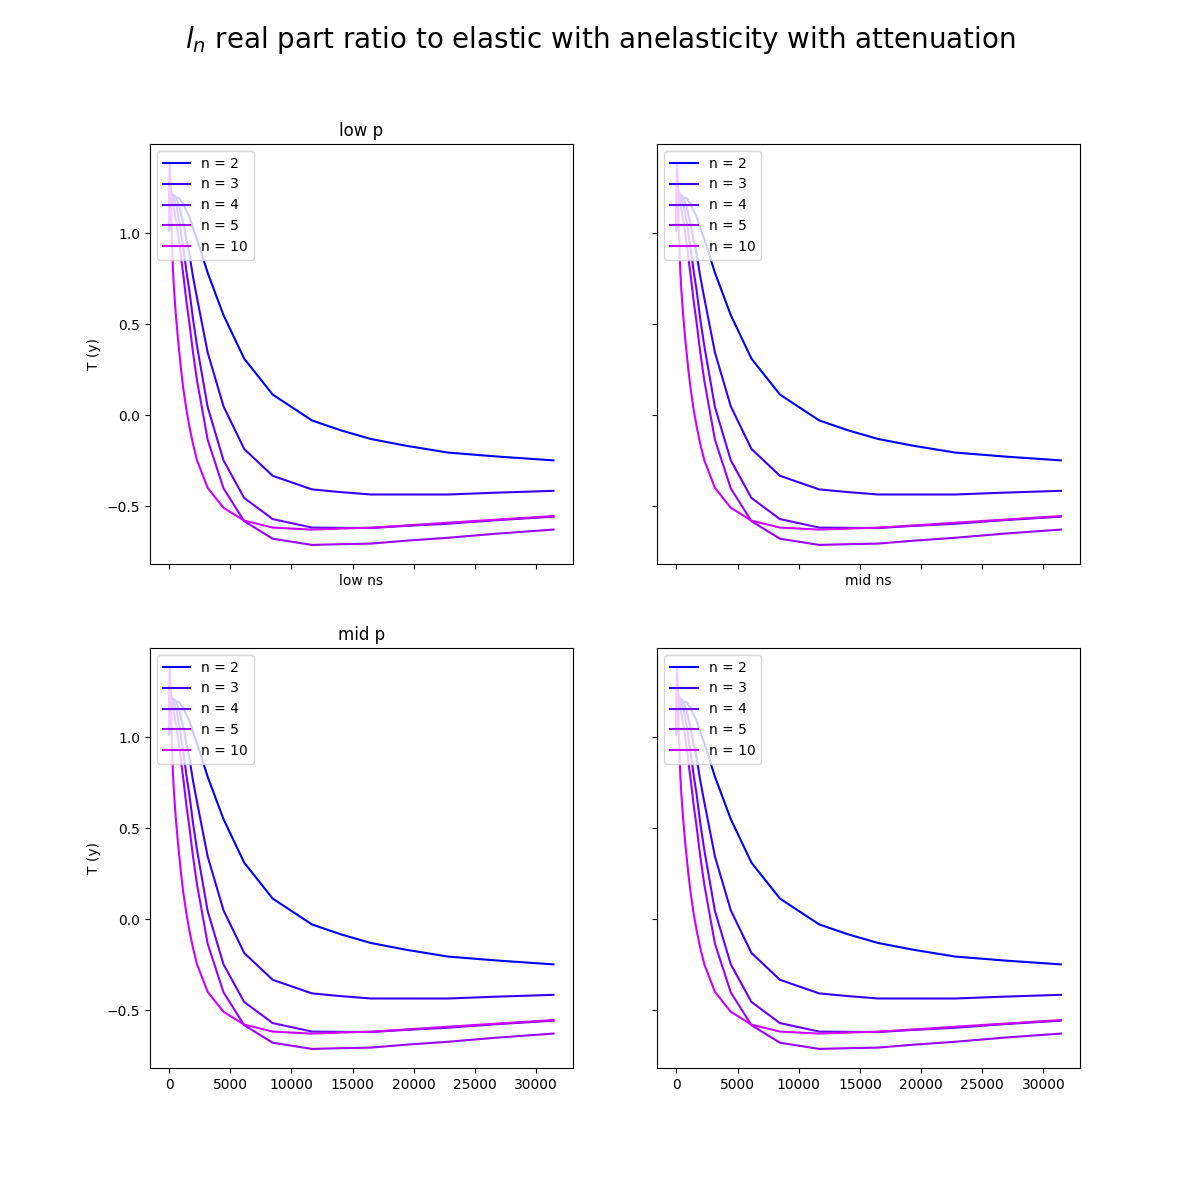 lₙ real part ratio to elastic with anelasticity with attenuation
low p
n = 2
n = 3
n = 4
n = 5
n = 10
1.0
0.5
0.0
−0.5
T (y)
low ns
n = 2
n = 3
n = 4
n = 5
n = 10
mid ns
mid p
n = 2
n = 3
n = 4
n = 5
n = 10
1.0
0.5
0.0
−0.5
T (y)
0 5000 10000 15000 20000 25000 30000
n = 2
n = 3
n = 4
n = 5
n = 10
0 5000 10000 15000 20000 25000 30000